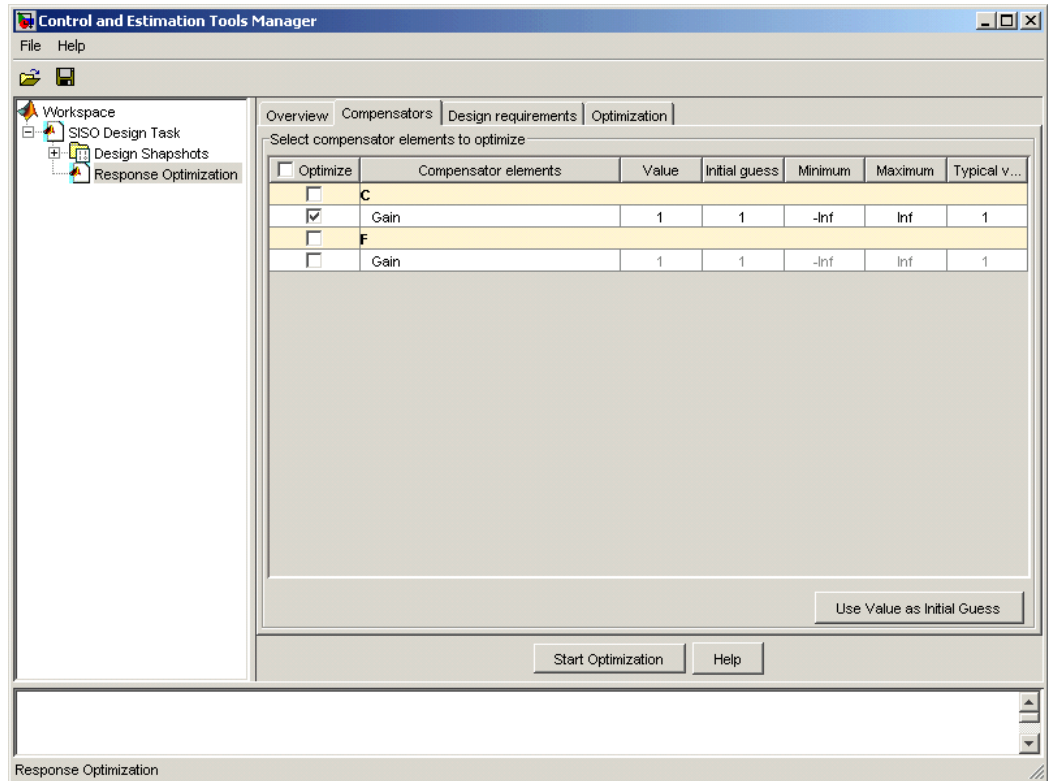 Control and Estimation Tools Manager
File Help
Workspace
SISO Design Task
Design Shapshots
Response Optimization
Overview Compensators Design requirements Optimization
Select compensator elements to optimize
Optimize Compensator elements Value Initial guess Minimum Maximum Typical v...
C
Gain 1 1 -Inf Inf 1
F
Gain 1 1 -Inf Inf 1
Use Value as Initial Guess
Start Optimization Help
Response Optimization